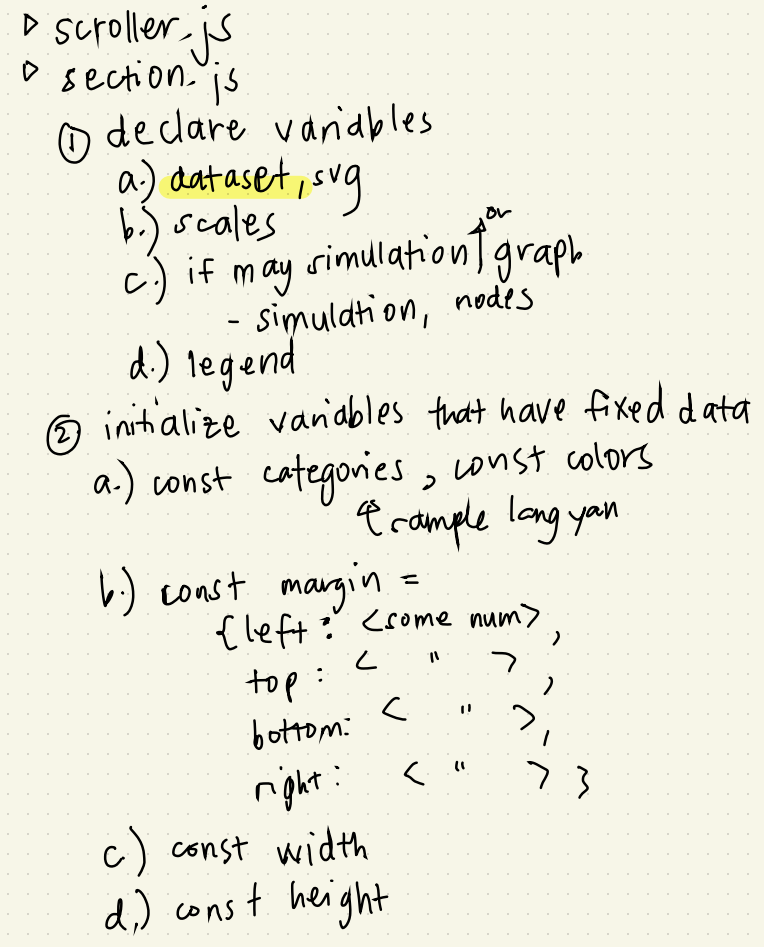 ▷ scroller.js
▷ section.js
① declare variables
a.) dataset, svg
b.) scales
c.) if may simulation or graph
- simulation, nodes
d.) legend
② initialize variables that have fixed data
a.) const categories, const colors
sample lang yan
b.) const margin =
{left: <some num>,
top: < " >,
bottom: < " >,
right: < " > }
c) const width
d.) const height